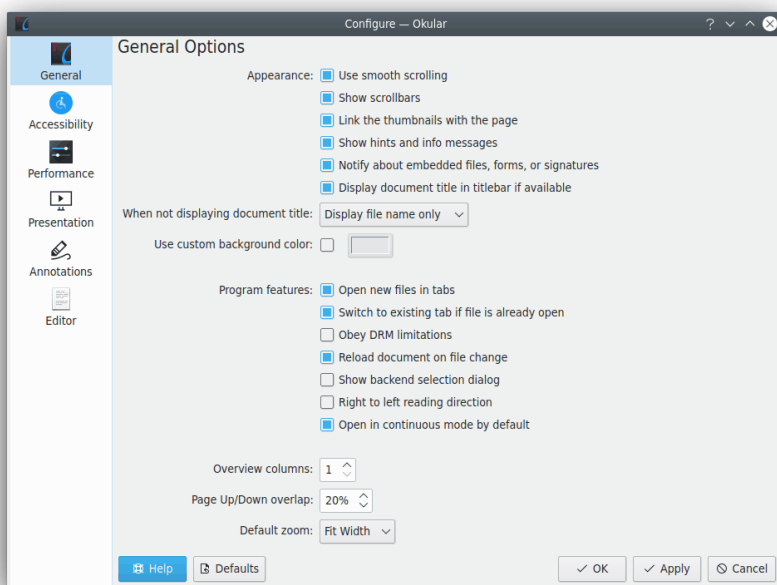 Configure — Okular
General Options
General
Accessibility
Performance
Presentation
Annotations
Editor
Appearance: Use smooth scrolling
Show scrollbars
Link the thumbnails with the page
Show hints and info messages
Notify about embedded files, forms, or signatures
Display document title in titlebar if available
When not displaying document title: Display file name only
Use custom background color:
Program features: Open new files in tabs
Switch to existing tab if file is already open
Obey DRM limitations
Reload document on file change
Show backend selection dialog
Right to left reading direction
Open in continuous mode by default
Overview columns: 1
Page Up/Down overlap: 20%
Default zoom: Fit Width
Help Defaults OK Apply Cancel